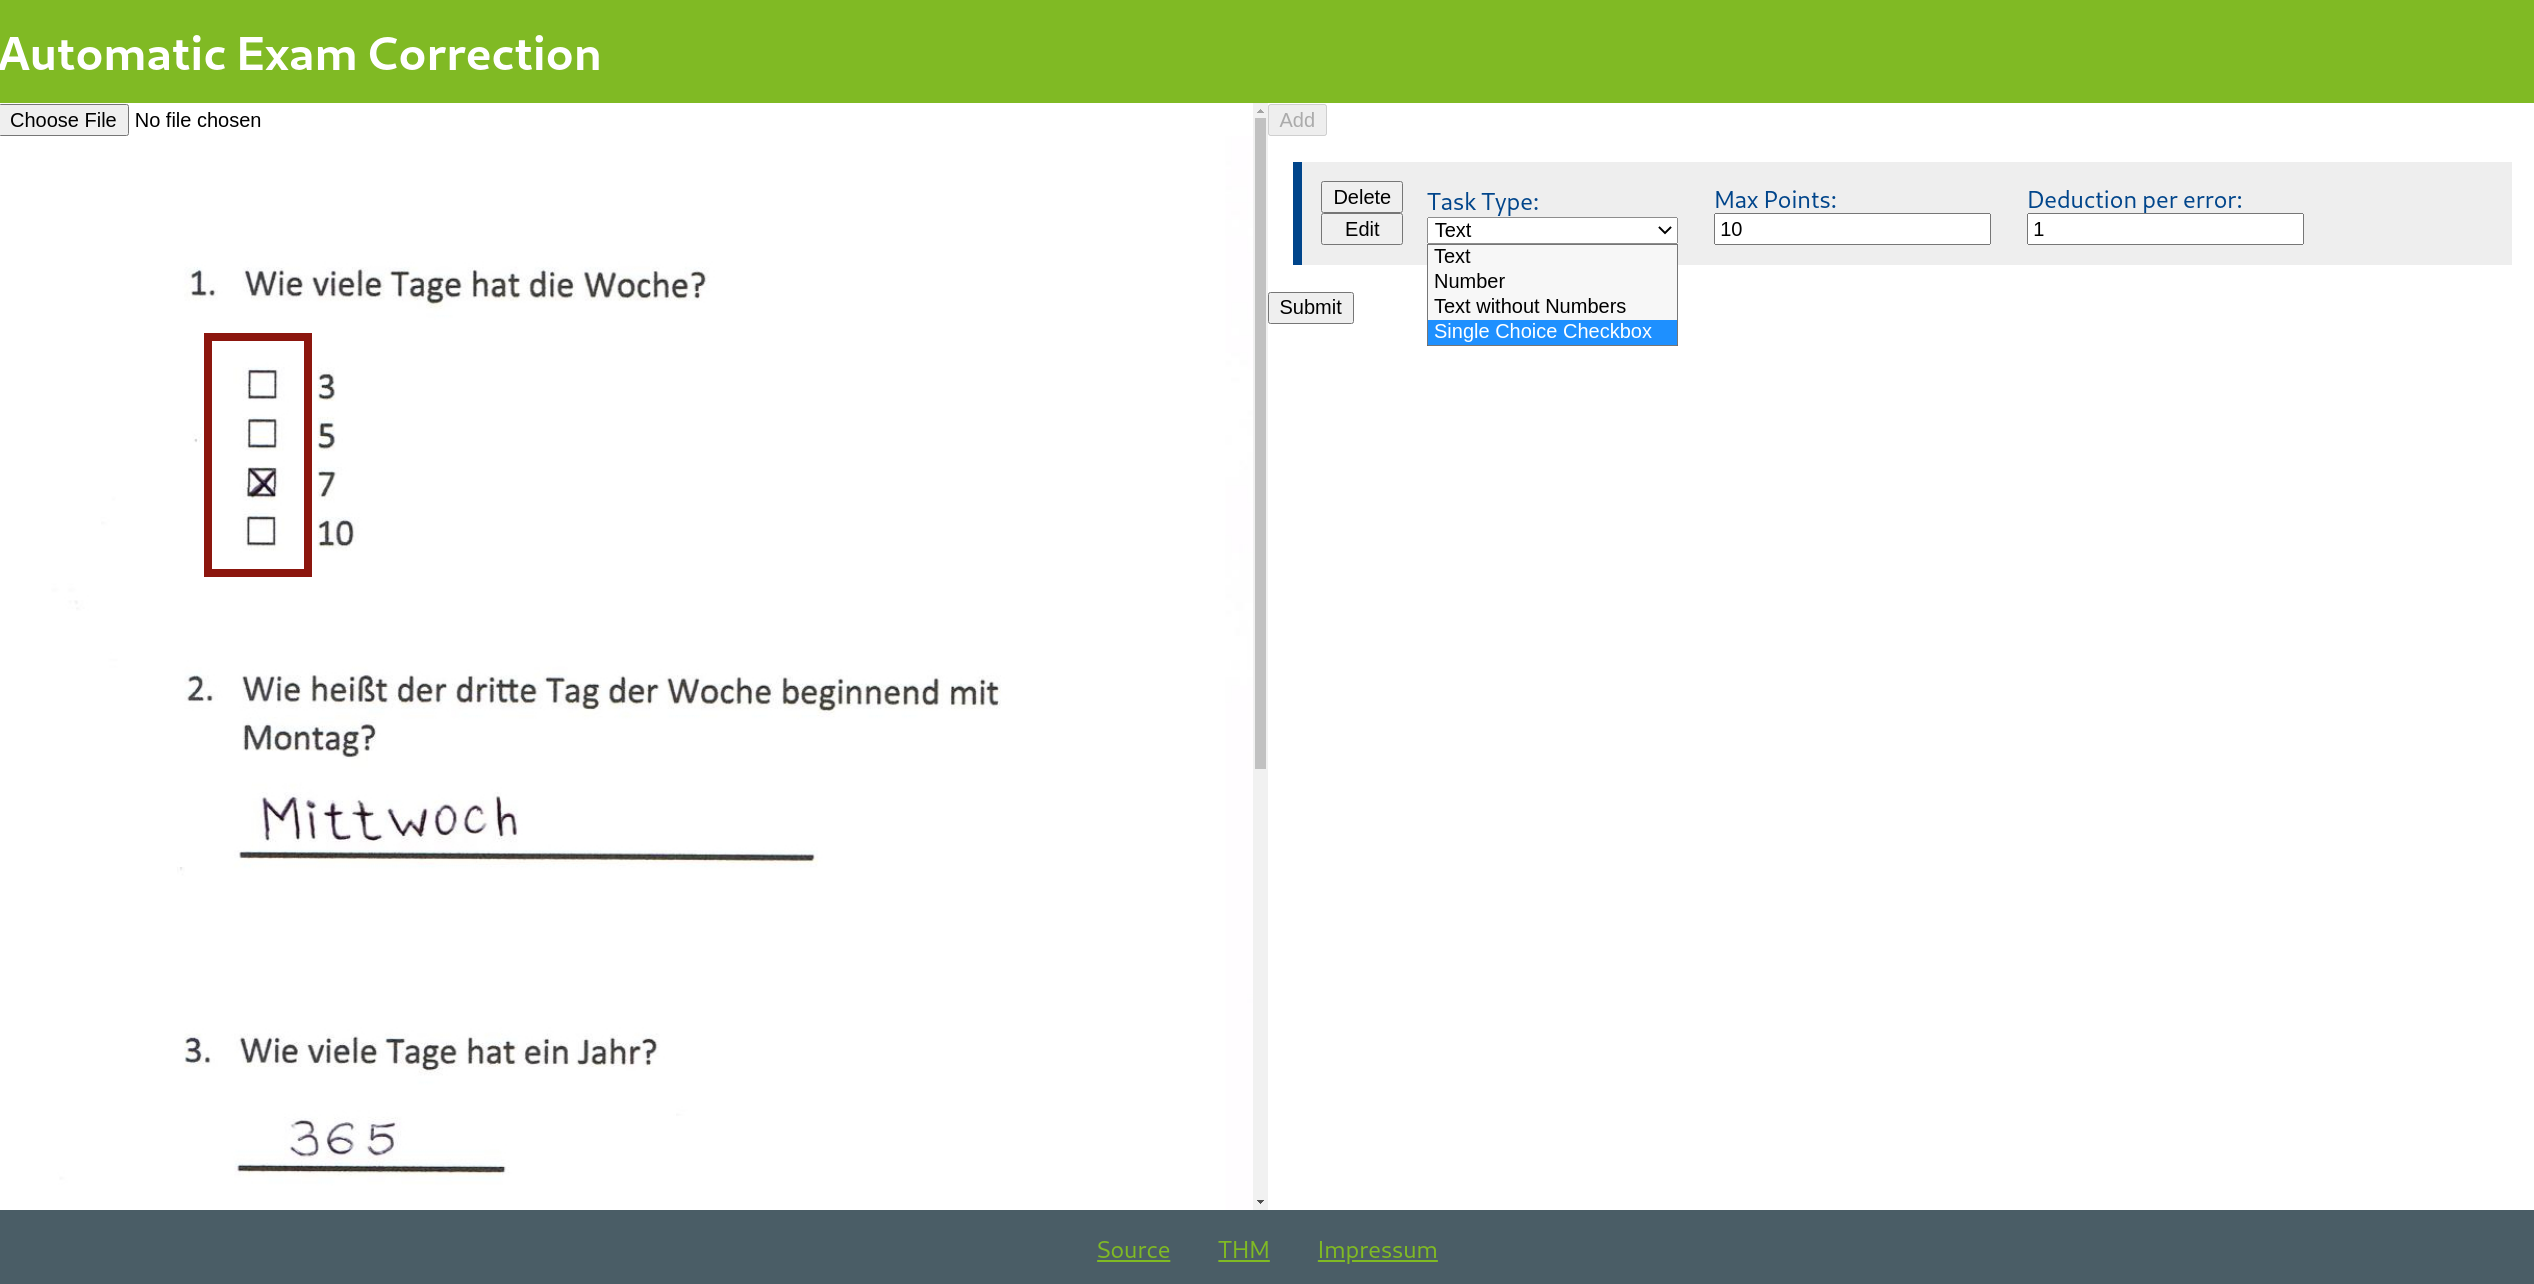 Automatic Exam Correction
Choose File No file chosen
1. Wie viele Tage hat die Woche?
3
5
7
10
2. Wie heißt der dritte Tag der Woche beginnend mit
Montag?
Mittwoch
3. Wie viele Tage hat ein Jahr?
365
Add
Delete
Edit
Task Type:
Text
Text
Number
Text without Numbers
Single Choice Checkbox
Max Points:
10
Deduction per error:
1
Submit
Source THM Impressum